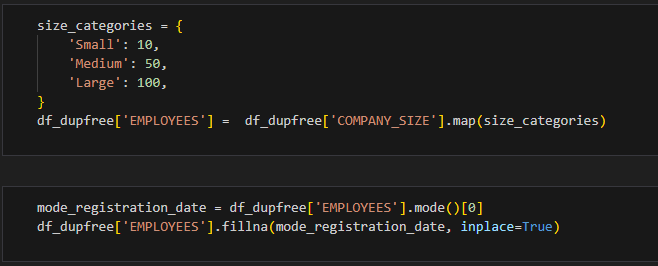 size_categories = {
    'Small': 10,
    'Medium': 50,
    'Large': 100,
}
df_dupfree['EMPLOYEES'] =  df_dupfree['COMPANY_SIZE'].map(size_categories)
mode_registration_date = df_dupfree['EMPLOYEES'].mode()[0]
df_dupfree['EMPLOYEES'].fillna(mode_registration_date, inplace=True)